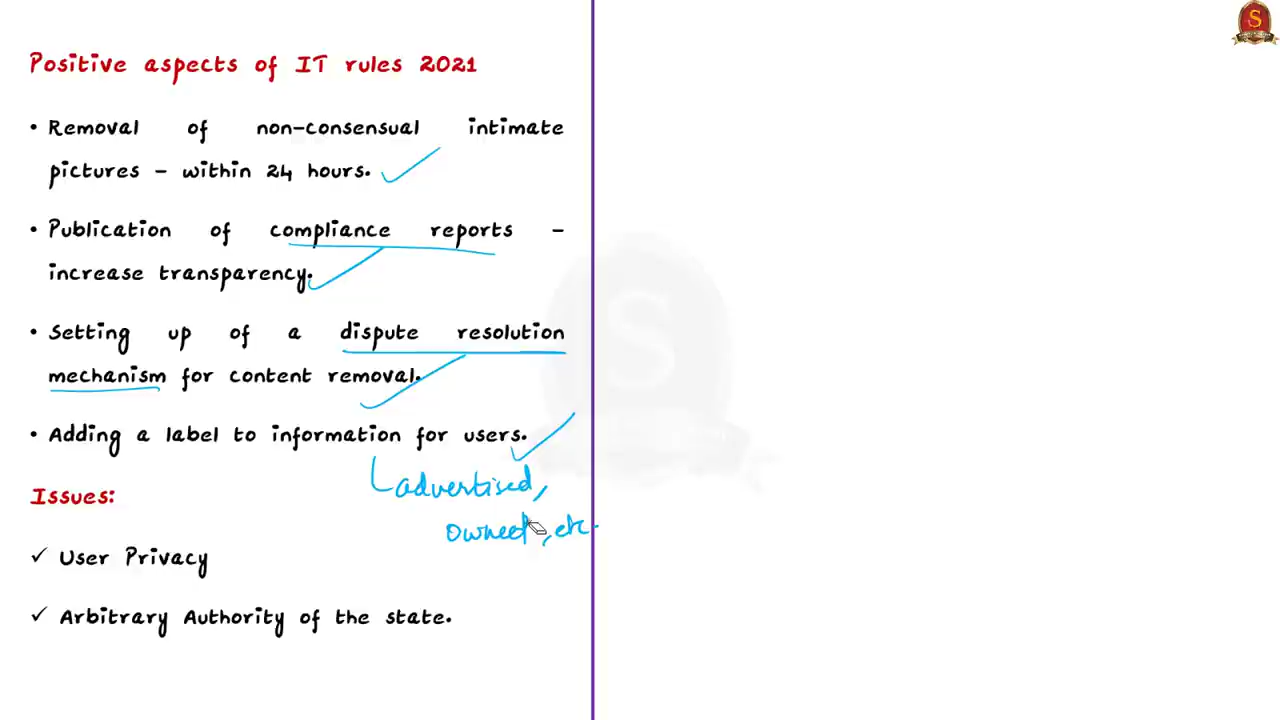 Positive aspects of IT rules 2021
• Removal of non-consensual intimate
pictures - within 24 hours.
• Publication of compliance reports -
increase transparency.
• Setting up of a dispute resolution
mechanism for content removal.
• Adding a label to information for users.
advertised,
owned, etc.
Issues:
✓ User Privacy
✓ Arbitrary Authority of the state.
S
S